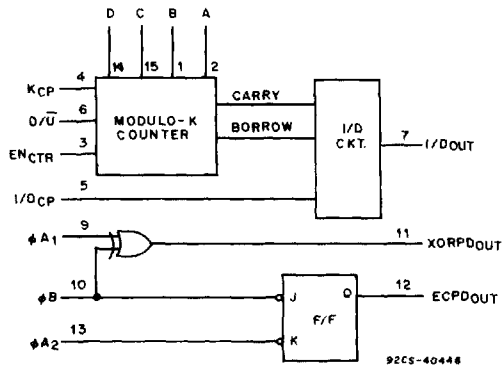 D C B A
14 15 1 2
4
KCP
MODULO-K
COUNTER
CARRY
6
D/U̅
BORROW
I/D
CKT.
7
I/DOUT
3
ENCTR
5
I/DCP
9
φA1
11
XORPDOUT
10
φB
J
Q
12
ECPDOUT
F/F
13
φA2
K
92CS-40446